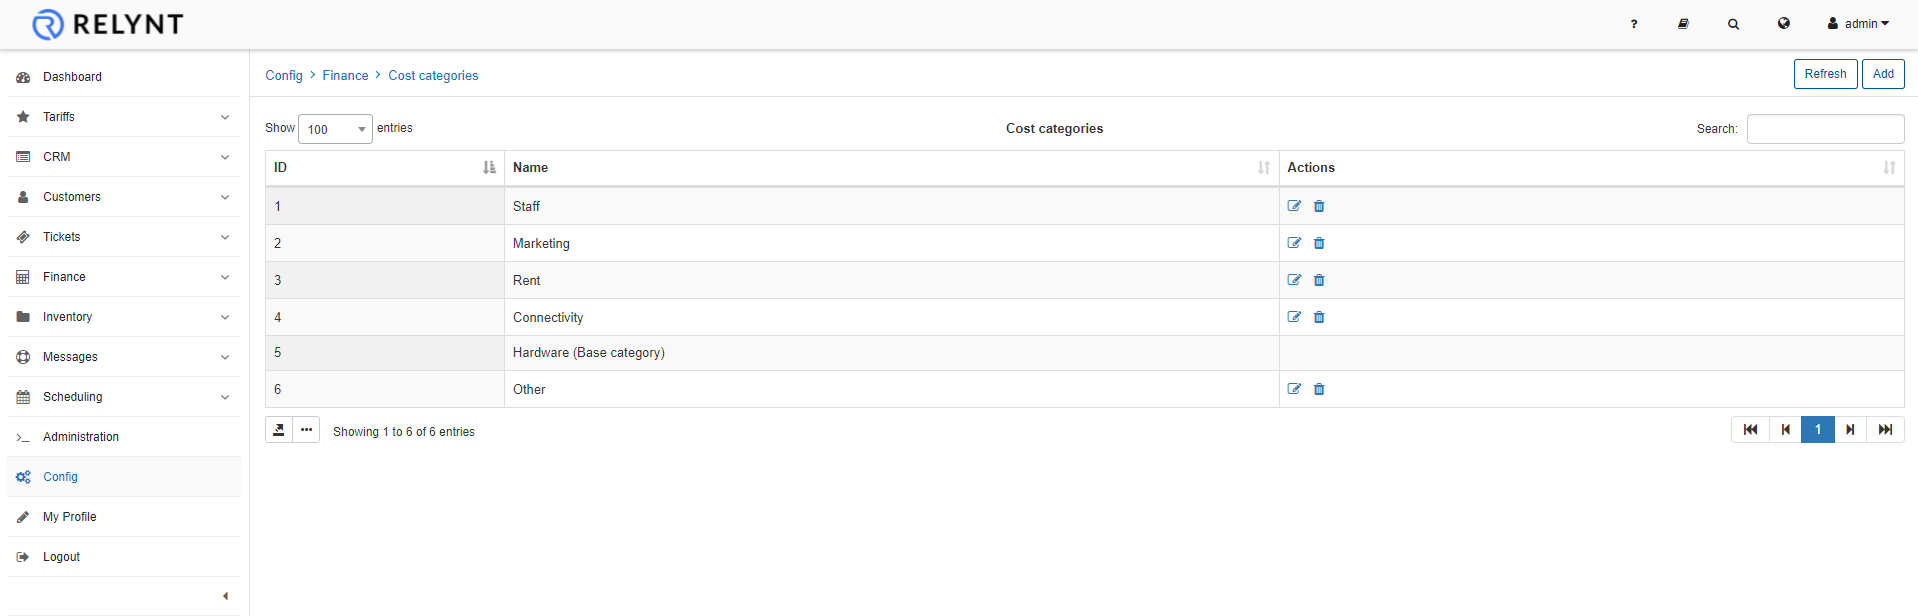 RELYNT
? admin
Dashboard
Tariffs
CRM
Customers
Tickets
Finance
Inventory
Messages
Scheduling
Administration
Config
My Profile
Logout
Config > Finance > Cost categories
Refresh Add
Show 100 entries
Cost categories
Search:
ID Name Actions
1 Staff
2 Marketing
3 Rent
4 Connectivity
5 Hardware (Base category)
6 Other
Showing 1 to 6 of 6 entries
1